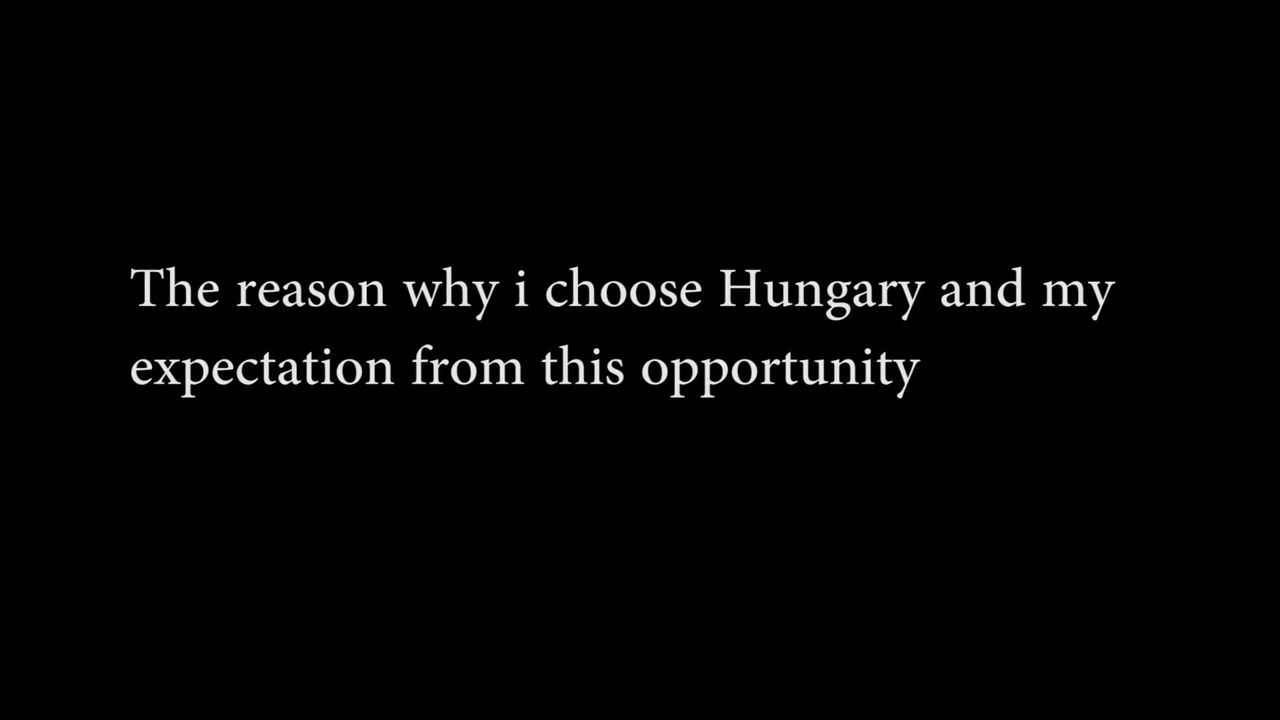 The reason why i choose Hungary and my
expectation from this opportunity